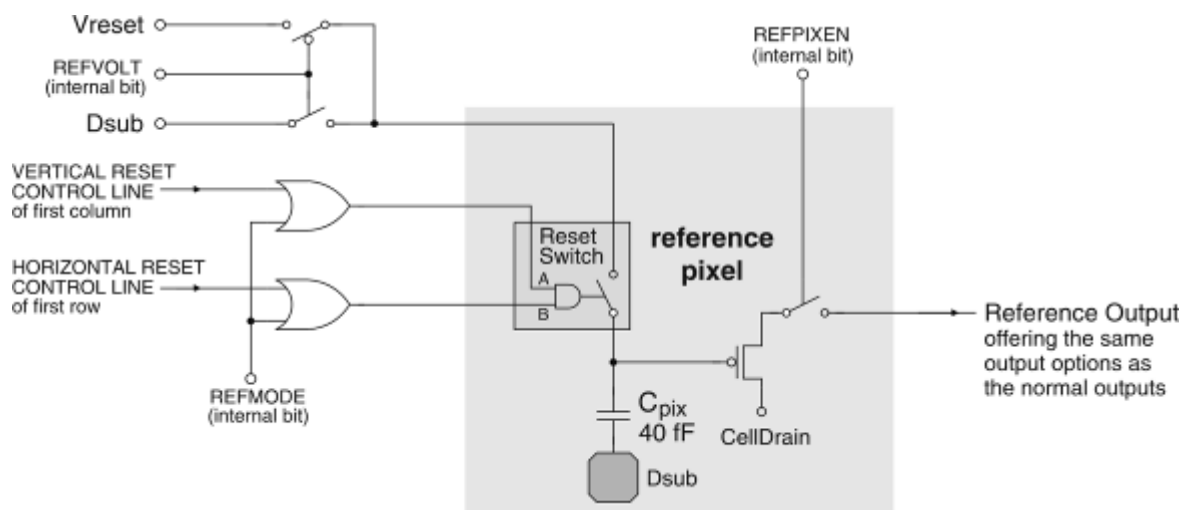 Vreset
REFVOLT
(internal bit)
Dsub
VERTICAL RESET
CONTROL LINE
of first column
HORIZONTAL RESET
CONTROL LINE
of first row
REFMODE
(internal bit)
Reset
Switch
A
B
reference
pixel
REFPIXEN
(internal bit)
Cpix
40 fF
Dsub
CellDrain
Reference Output
offering the same
output options as
the normal outputs